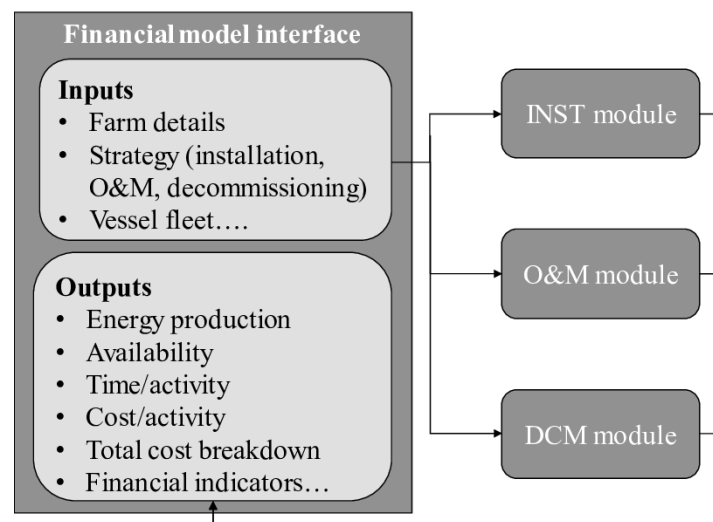 Financial model interface
Inputs
• Farm details
• Strategy (installation,
O&M, decommissioning)
• Vessel fleet....
Outputs
• Energy production
• Availability
• Time/activity
• Cost/activity
• Total cost breakdown
• Financial indicators…
INST module
O&M module
DCM module